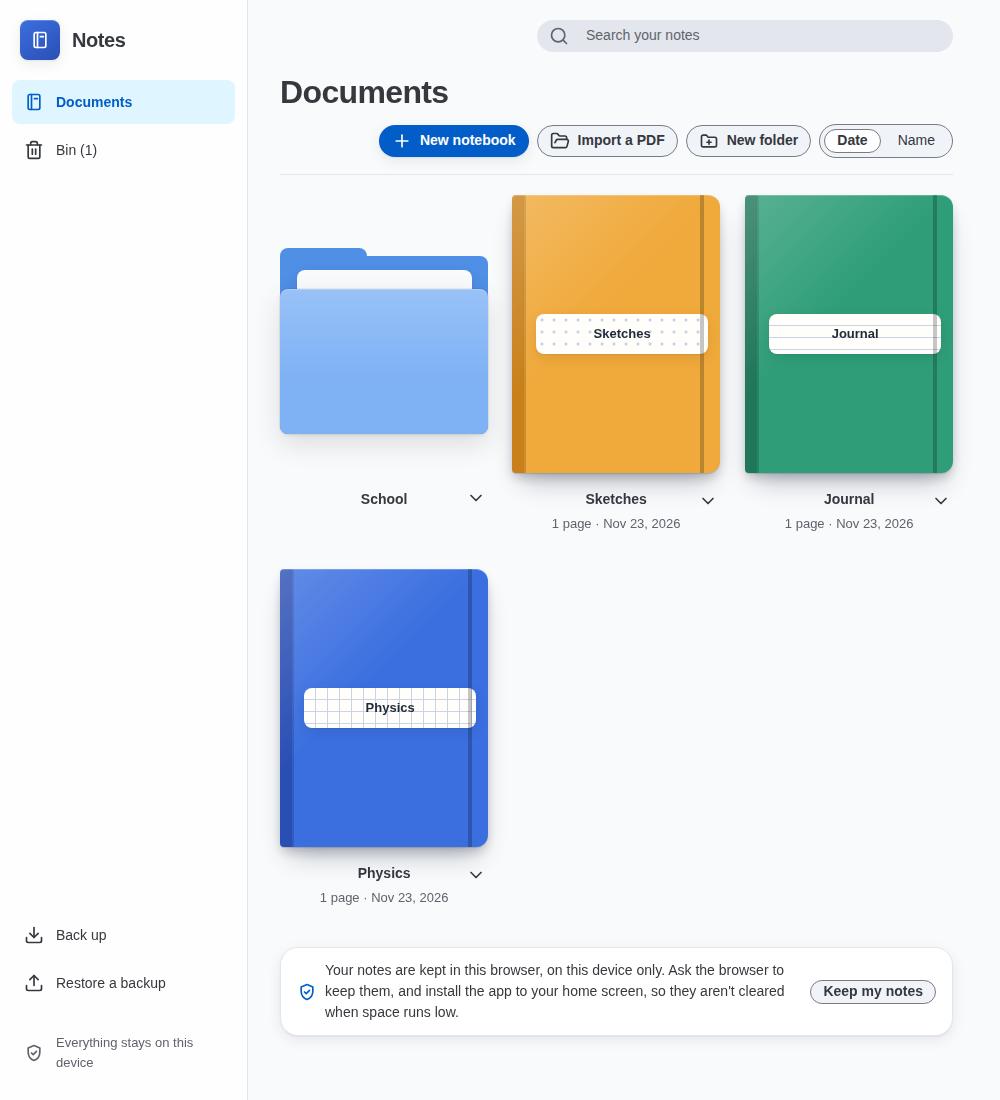 Notes
Documents
Bin (1)
Back up
Restore a backup
Everything stays on this
device
Search your notes
Documents
New notebook
Import a PDF
New folder
Date
Name
Sketches
Journal
School
Sketches
1 page · Nov 23, 2026
Journal
1 page · Nov 23, 2026
Physics
Physics
1 page · Nov 23, 2026
Your notes are kept in this browser, on this device only. Ask the browser to
keep them, and install the app to your home screen, so they aren't cleared
when space runs low.
Keep my notes